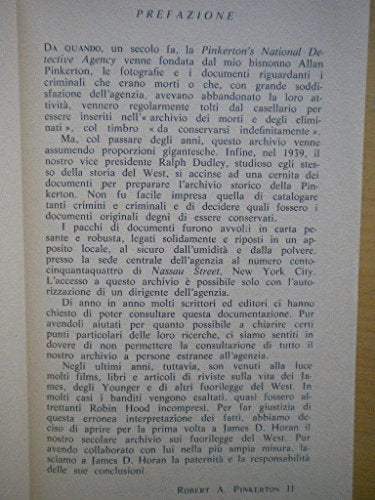 PREFAZIONE
DA QUANDO, un secolo fa, la Pinkerton's National De-
tective Agency venne fondata dal mio bisnonno Allan
Pinkerton, le fotografie e i documenti riguardanti i
criminali che erano morti o che, con grande soddi-
sfazione dell'agenzia, avevano abbandonato la loro at-
tività, vennero regolarmente tolti dal casellario per
essere inseriti nell'« archivio dei morti e degli elimi-
nati », col timbro « da conservarsi indefinitamente ».
Ma, col passare degli anni, questo archivio venne
assumendo proporzioni gigantesche. Infine, nel 1939, il
nostro vice presidente Ralph Dudley, studioso egli stes-
so della storia del West, si accinse ad una cernita dei
documenti per preparare l'archivio storico della Pin-
kerton. Non fu facile impresa quella di catalogare
tanti crimini e criminali e di decidere quali fossero i
documenti originali degni di essere conservati.
I pacchi di documenti furono avvolti in carta pe-
sante e robusta, legati solidamente e riposti in un ap-
posito locale, al sicuro dall'umidità e dalla polvere,
presso la sede centrale dell'agenzia al numero cento-
cinquantaquattro di Nassau Street, New York City.
L'accesso a questo archivio è possibile solo con l'auto-
rizzazione di un dirigente dell'agenzia.
Di anno in anno molti scrittori ed editori ci hanno
chiesto di poter consultare questa documentazione. Pur
avendoli aiutati per quanto possibile a chiarire certi
punti particolari delle loro ricerche, ci siamo sentiti in
dovere di non permettere la consultazione di tutto il
nostro archivio a persone estranee all'agenzia.
Negli ultimi anni, tuttavia, son venuti alla luce
molti films, libri e articoli di riviste sulla vita dei Ja-
mes, degli Younger e di altri fuorilegge del West. In
molti casi i banditi vengono esaltati, quasi fossero al-
trettanti Robin Hood incompresi. Per far giustizia di
questa erronea interpretazione dei fatti, abbiamo de-
ciso di aprire per la prima volta a James D. Horan il
nostro secolare archivio sui fuorilegge del West. Pur
avendo collaborato con lui nella più ampia misura, la-
sciamo a James D. Horan la paternità e la responsabilità
delle sue conclusioni.
ROBERT A. PINKERTON II